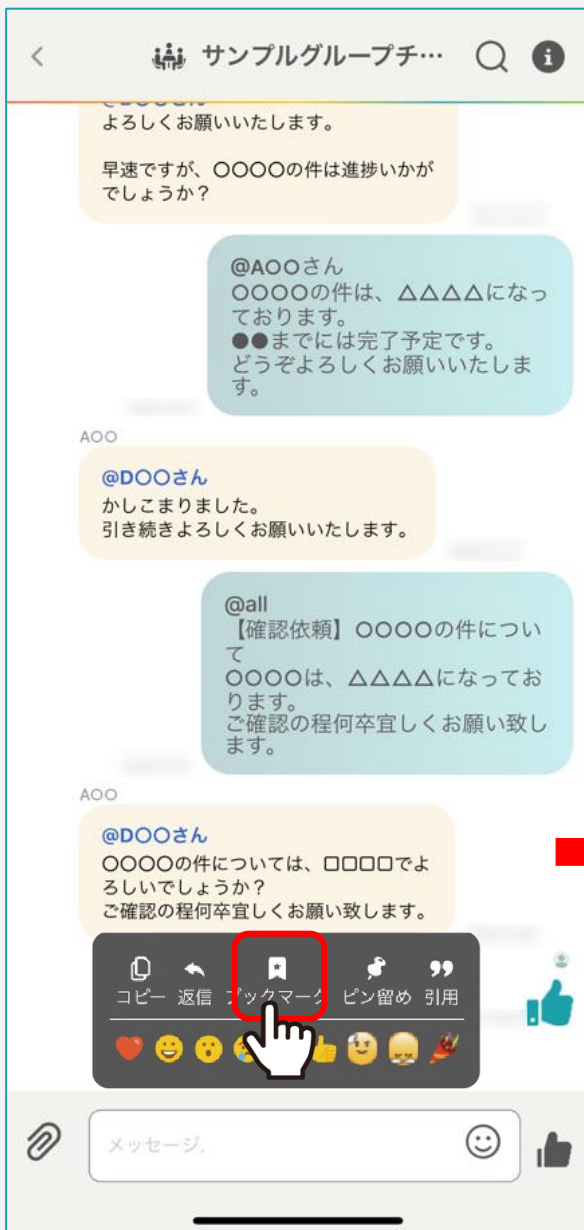 サンプルグループチ…
よろしくお願いいたします。
早速ですが、〇〇〇〇の件は進捗いかが
でしょうか？
@A〇〇さん
〇〇〇〇の件は、△△△△になっ
ております。
●●までには完了予定です。
どうぞよろしくお願いいたしま
す。
A〇〇
@D〇〇さん
かしこまりました。
引き続きよろしくお願いいたします。
@all
【確認依頼】〇〇〇〇の件につい
て
〇〇〇〇は、△△△△になってお
ります。
ご確認の程何卒宜しくお願い致し
ます。
A〇〇
@D〇〇さん
〇〇〇〇の件については、□□□□でよ
ろしいでしょうか？
ご確認の程何卒宜しくお願い致します。
コピー 返信 ブックマーク ピン留め 引用
メッセージ.